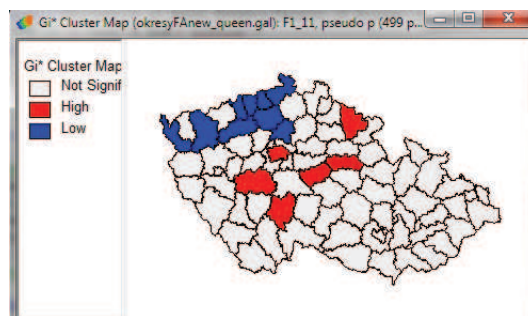 Gi* Cluster Map (okresyFAnew_queen.gal): F1_11, pseudo p (499 p...
Gi* Cluster Map
Not Signif
High
Low